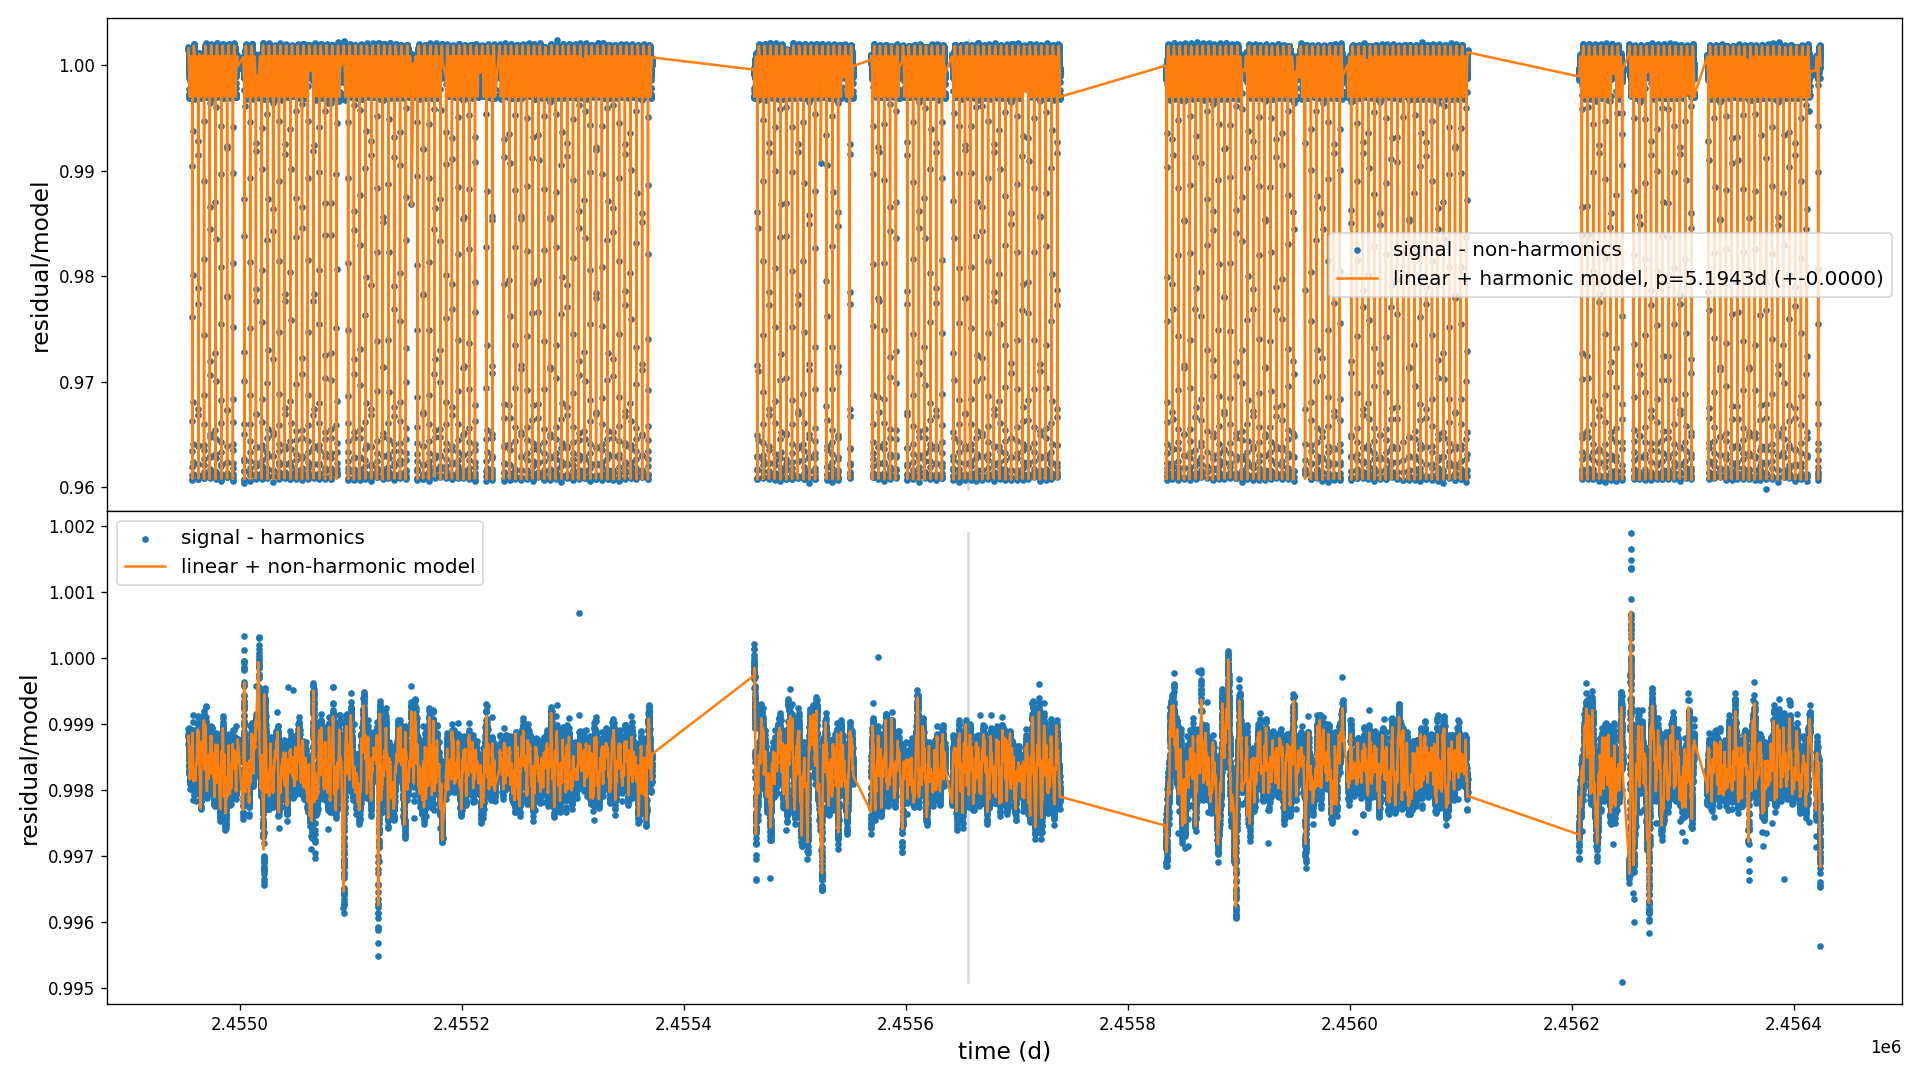 1.00
0.99
0.98
0.97
0.96
residual/model
signal - non-harmonics
linear + harmonic model, p=5.1943d (+-0.0000)
1.002
1.001
1.000
0.999
0.998
0.997
0.996
0.995
residual/model
signal - harmonics
linear + non-harmonic model
2.4550 2.4552 2.4554 2.4556 2.4558 2.4560 2.4562 2.4564
1e6
time (d)